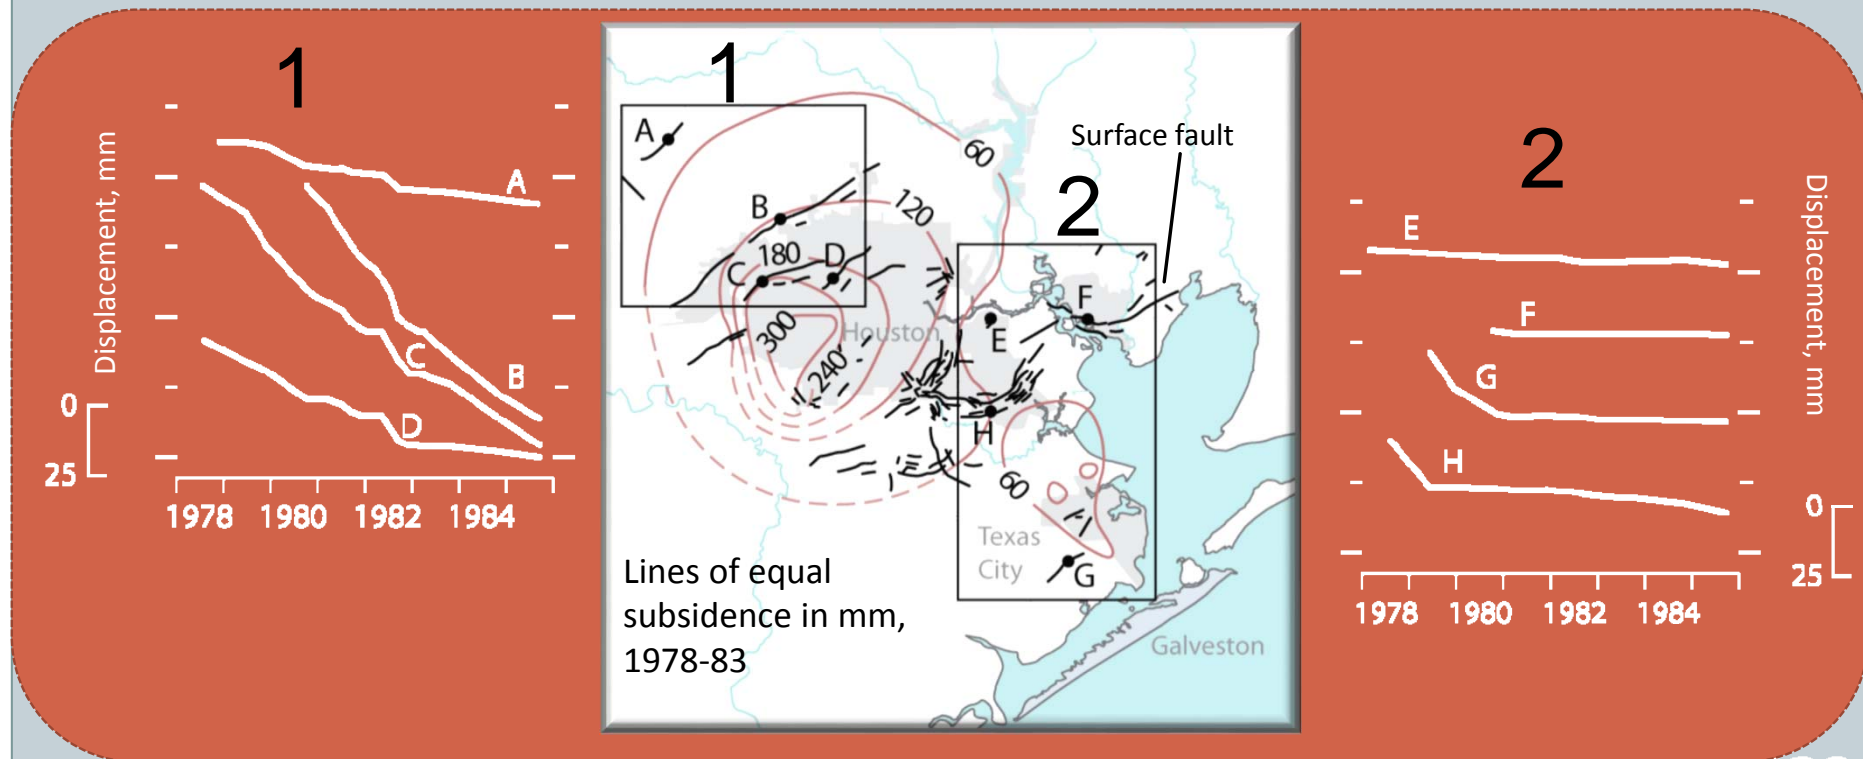 1
Displacement, mm
A
B
C
D
0
25
1978 1980 1982 1984
1
A
B
C
180
D
60
120
2
Surface fault
300
240
Houston
E
F
H
60
Texas
City
G
Galveston
Lines of equal
subsidence in mm,
1978-83
2
Displacement, mm
E
F
G
H
0
25
1978 1980 1982 1984